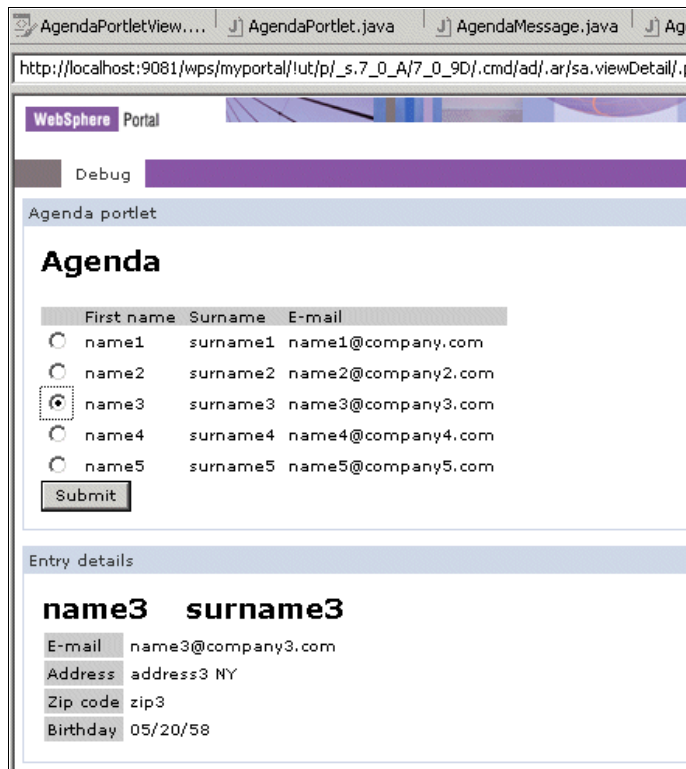 AgendaPortletView.... AgendaPortlet.java AgendaMessage.java Ag
http://localhost:9081/wps/myportal/!ut/p/_s.7_0_A/7_0_9D/.cmd/ad/.ar/sa.viewDetail/.p
WebSphere Portal
Debug
Agenda portlet
Agenda
First name Surname E-mail
name1 surname1 name1@company.com
name2 surname2 name2@company2.com
name3 surname3 name3@company3.com
name4 surname4 name4@company4.com
name5 surname5 name5@company5.com
Submit
Entry details
name3 surname3
E-mail name3@company3.com
Address address3 NY
Zip code zip3
Birthday 05/20/58